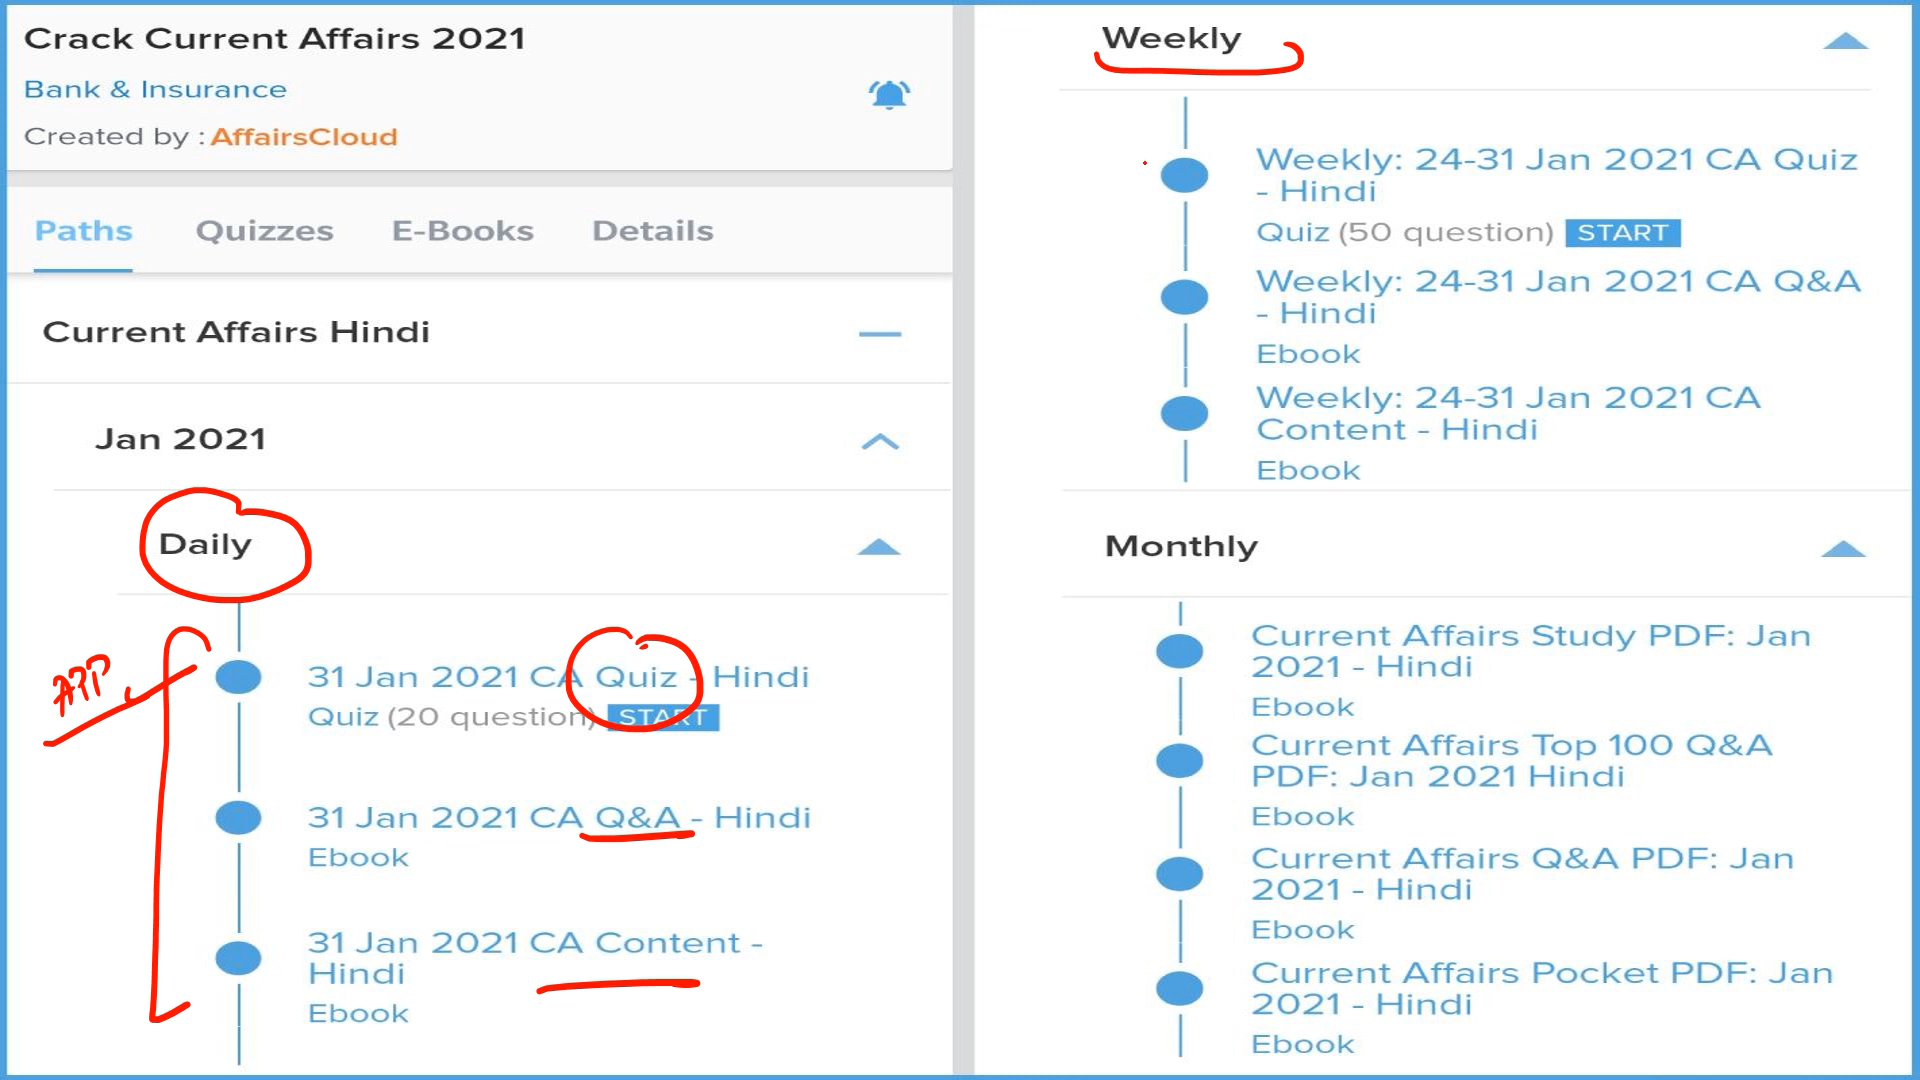 Crack Current Affairs 2021
Bank & Insurance
Created by : AffairsCloud
Paths Quizzes E-Books Details
Current Affairs Hindi
Jan 2021
Daily
APP
31 Jan 2021 CA Quiz - Hindi
Quiz (20 question) START
31 Jan 2021 CA Q&A - Hindi
Ebook
31 Jan 2021 CA Content -
Hindi
Ebook
Weekly
Weekly: 24-31 Jan 2021 CA Quiz
- Hindi
Quiz (50 question) START
Weekly: 24-31 Jan 2021 CA Q&A
- Hindi
Ebook
Weekly: 24-31 Jan 2021 CA
Content - Hindi
Ebook
Monthly
Current Affairs Study PDF: Jan
2021 - Hindi
Ebook
Current Affairs Top 100 Q&A
PDF: Jan 2021 Hindi
Ebook
Current Affairs Q&A PDF: Jan
2021 - Hindi
Ebook
Current Affairs Pocket PDF: Jan
2021 - Hindi
Ebook